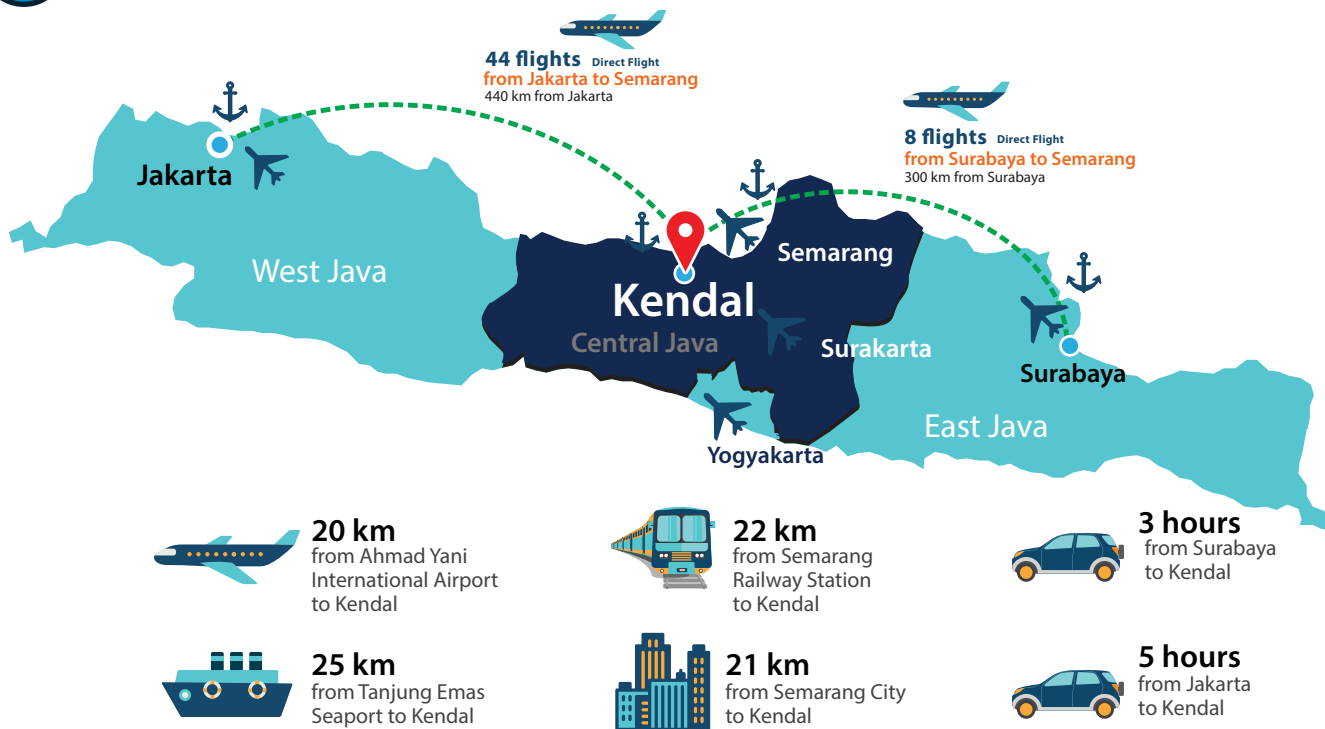 44 flights Direct Flight
from Jakarta to Semarang
440 km from Jakarta
8 flights Direct Flight
from Surabaya to Semarang
300 km from Surabaya
Jakarta
West Java
Semarang
Kendal
Central Java
Surakarta
Surabaya
East Java
Yogyakarta
20 km
from Ahmad Yani
International Airport
to Kendal
22 km
from Semarang
Railway Station
to Kendal
3 hours
from Surabaya
to Kendal
25 km
from Tanjung Emas
Seaport to Kendal
21 km
from Semarang City
to Kendal
5 hours
from Jakarta
to Kendal